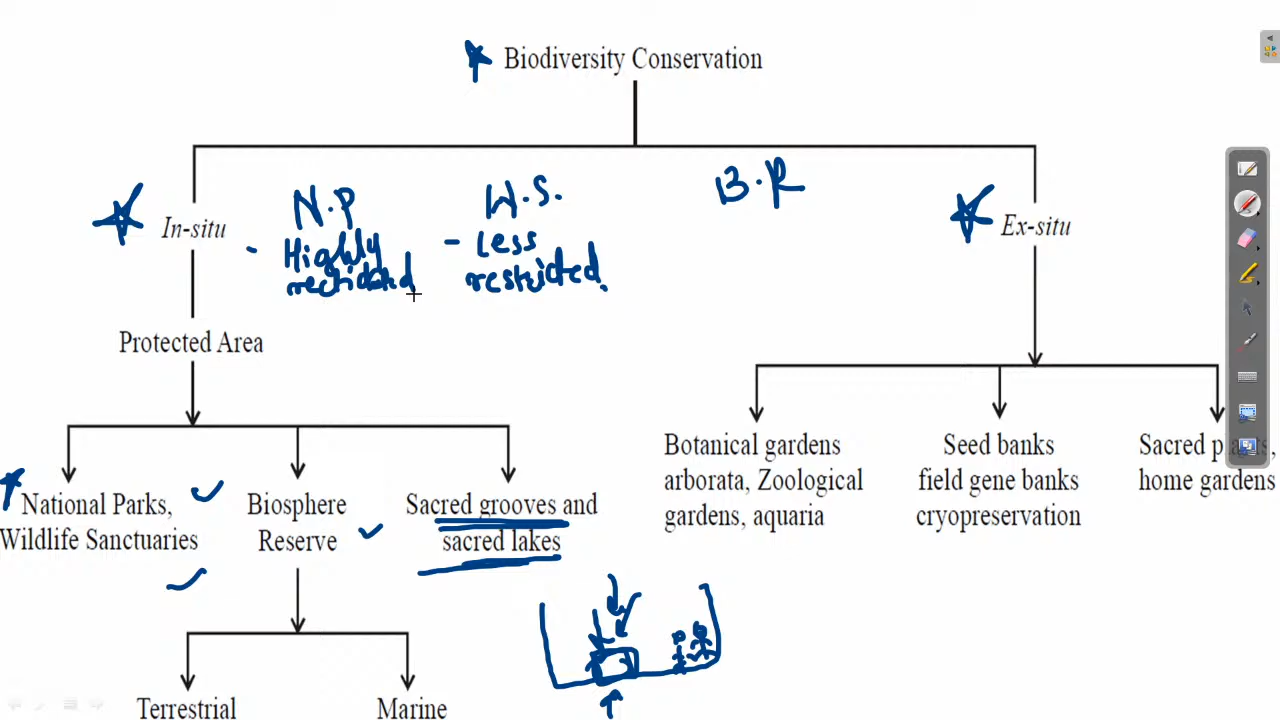 Biodiversity Conservation
N.P
W.S.
B.R
In-situ
Ex-situ
- Highly
- Less
restricted
Protected Area
National Parks,
Wildlife Sanctuaries
Biosphere
Reserve
Sacred grooves and
sacred lakes
Botanical gardens
arborata, Zoological
gardens, aquaria
Seed banks
field gene banks
cryopreservation
Sacred
home gardens
Terrestrial
Marine